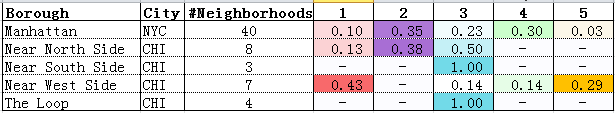 Borough City #Neighborhoods 1 2 3 4 5
Manhattan NYC 40 0.10 0.35 0.23 0.30 0.03
Near North Side CHI 8 0.13 0.38 0.50 – –
Near South Side CHI 3 – – 1.00 – –
Near West Side CHI 7 0.43 – 0.14 0.14 0.29
The Loop CHI 4 – – 1.00 – –